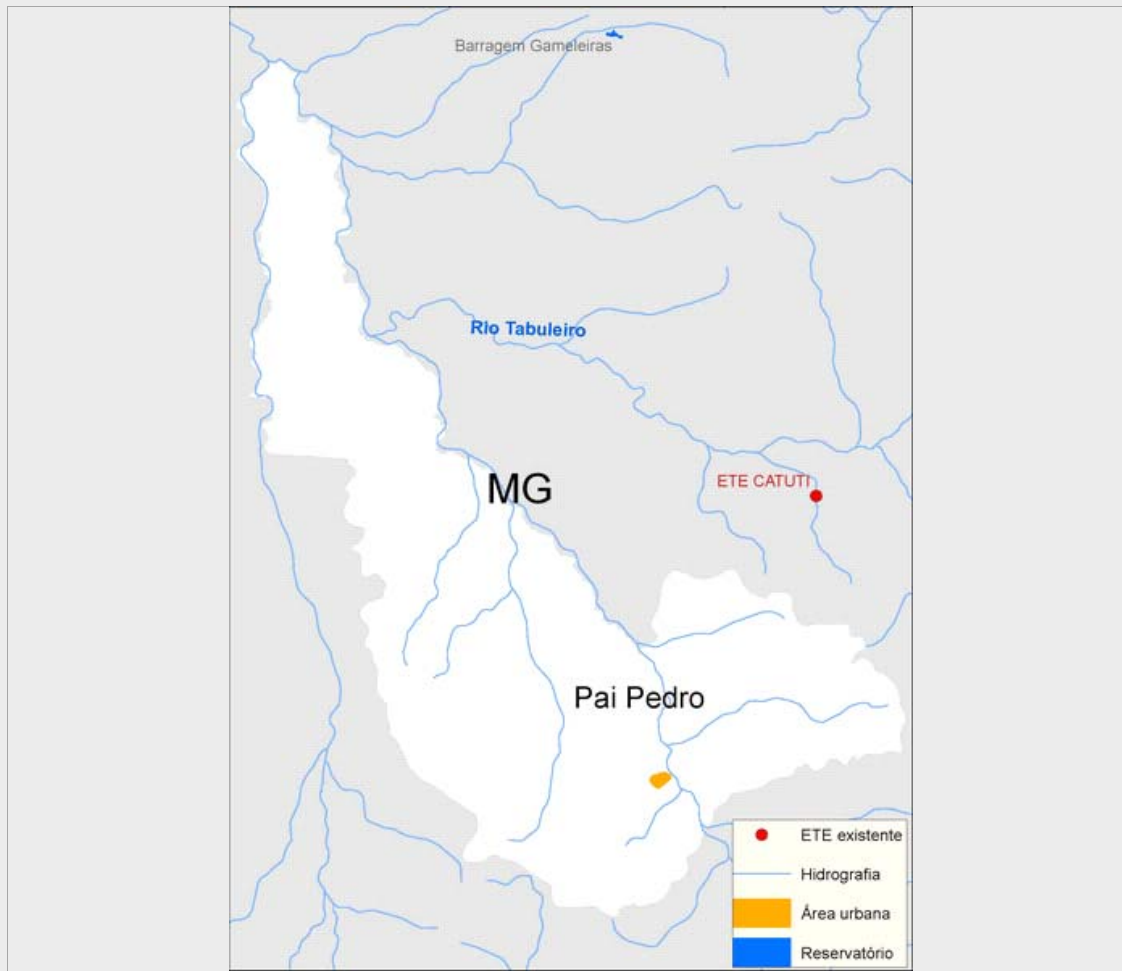 Barragem Gameleiras
Rio Tabuleiro
ETE CATUTI
MG
Pai Pedro
ETE existente
Hidrografia
Área urbana
Reservatório